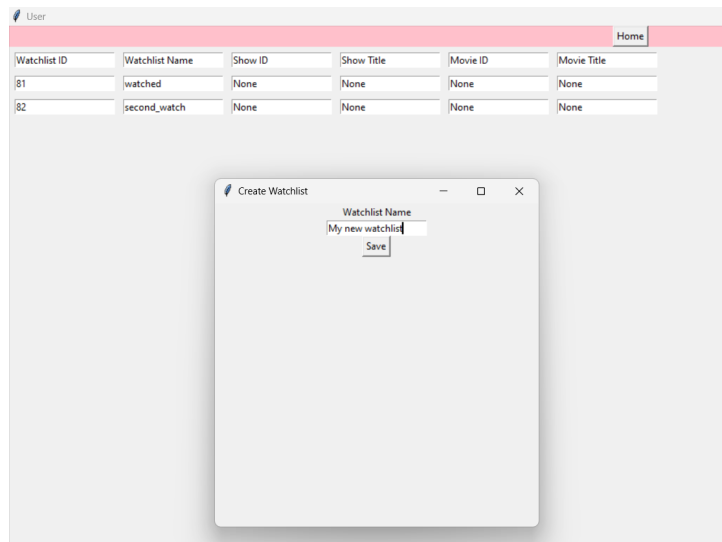 User
Home
Watchlist ID Watchlist Name Show ID Show Title Movie ID Movie Title
81 watched None None None None
82 second_watch None None None None
Create Watchlist
Watchlist Name
My new watchlist
Save